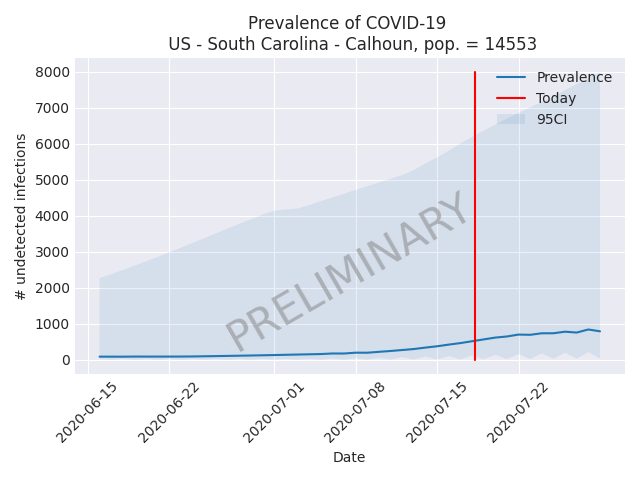 Prevalence of COVID-19
US - South Carolina - Calhoun, pop. = 14553
8000
7000
6000
5000
4000
3000
2000
1000
0
# undetected infections
Prevalence
Today
95CI
PRELIMINARY
2020-06-15
2020-06-22
2020-07-01
2020-07-08
2020-07-15
2020-07-22
Date